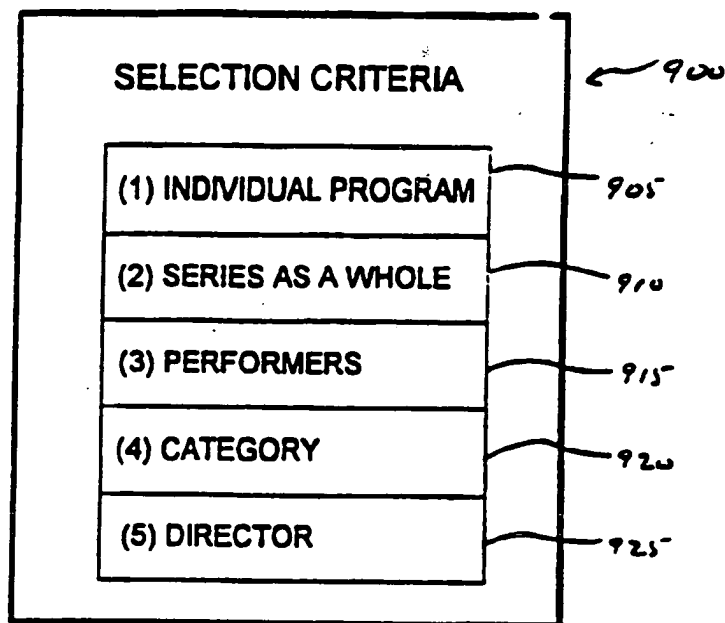 SELECTION CRITERIA
900
(1) INDIVIDUAL PROGRAM
905
(2) SERIES AS A WHOLE
910
(3) PERFORMERS
915
(4) CATEGORY
920
(5) DIRECTOR
925